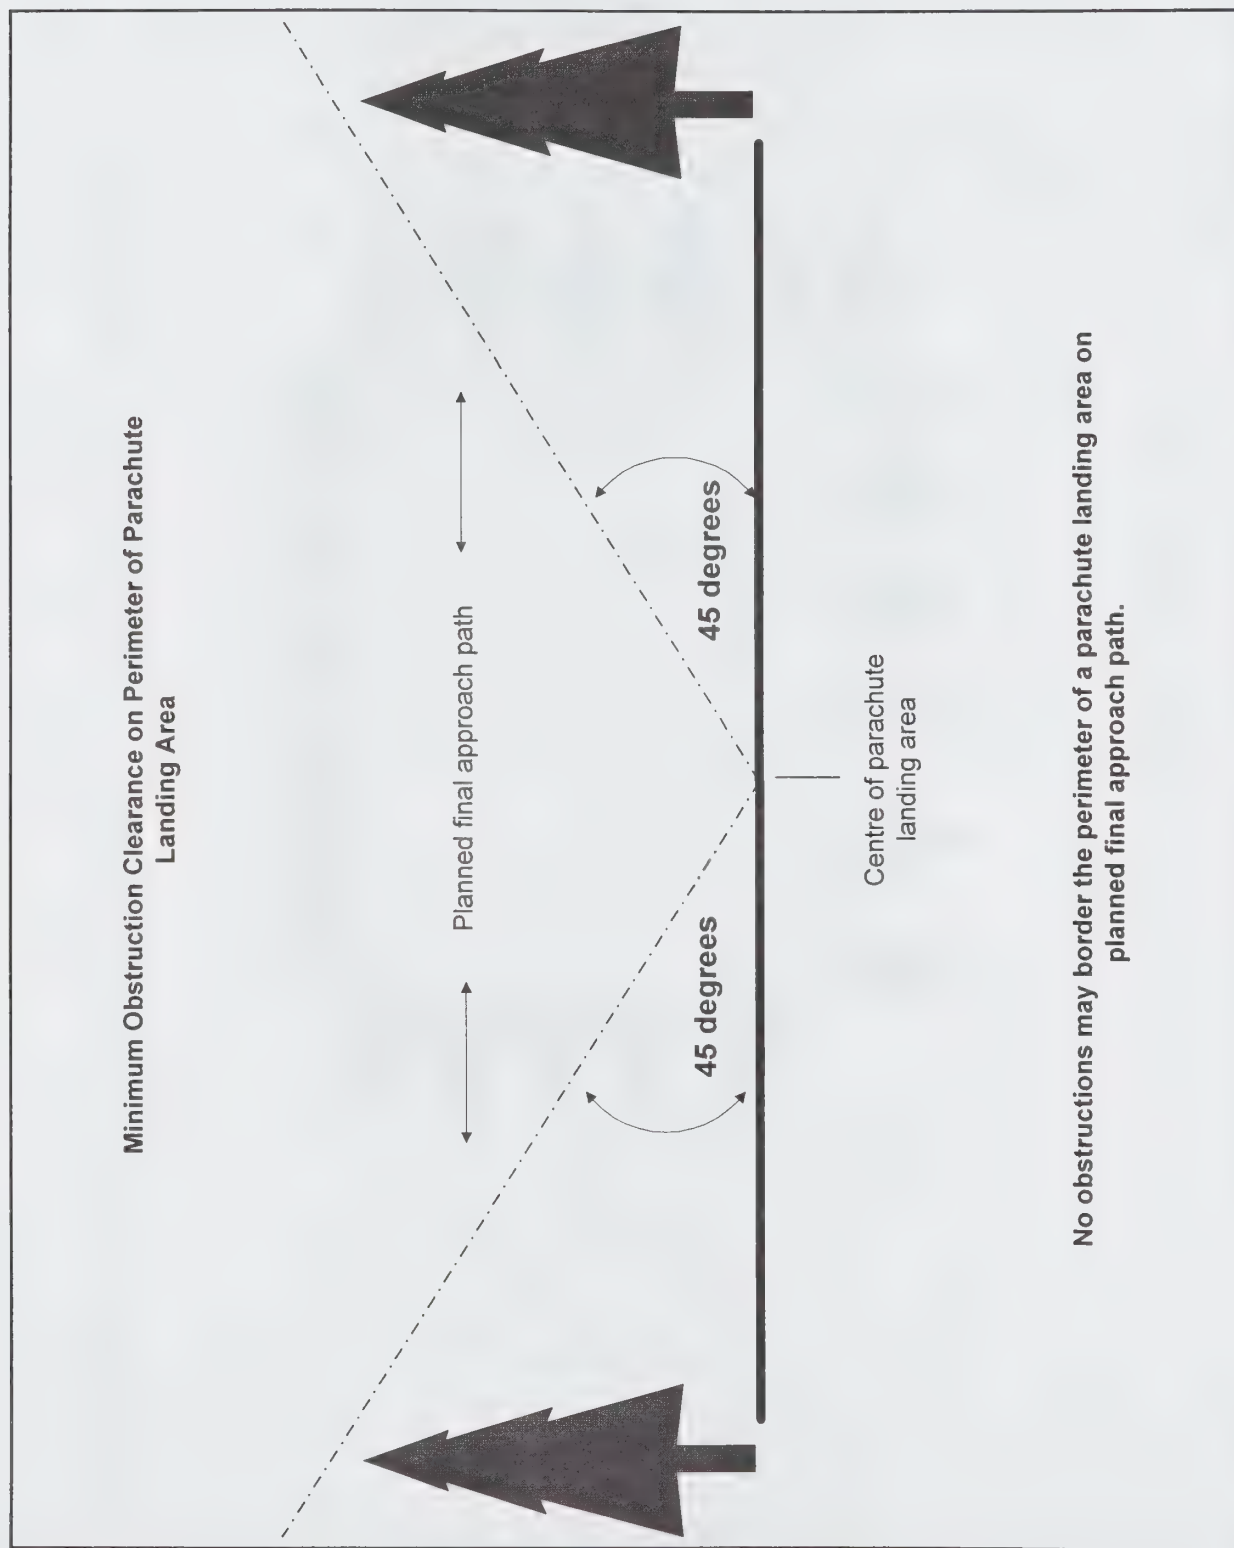 Minimum Obstruction Clearance on Perimeter of Parachute
Landing Area
Planned final approach path
45 degrees
45 degrees
Centre of parachute
landing area
No obstructions may border the perimeter of a parachute landing area on
planned final approach path.